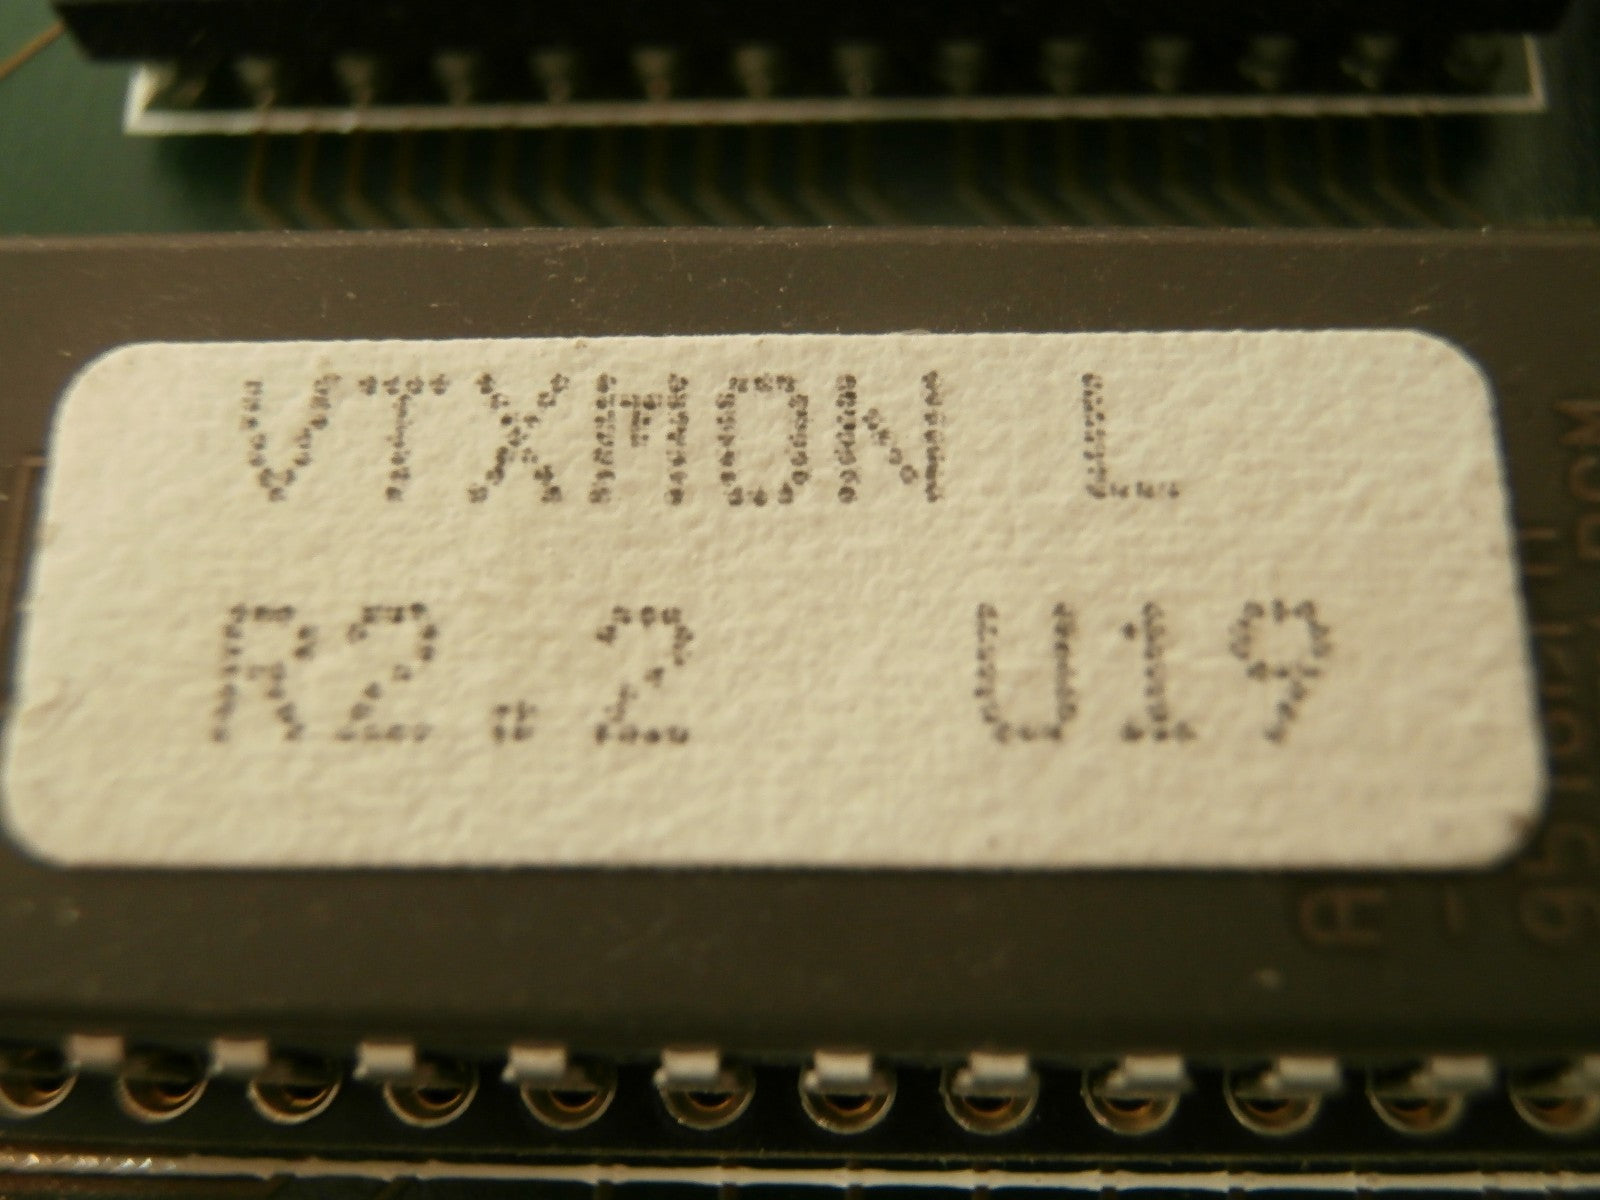 VTXMON L
R2.2 U19
A -